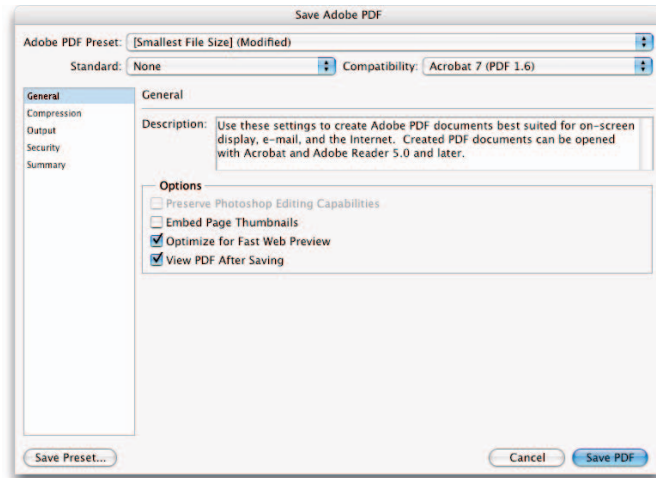 Save Adobe PDF
Adobe PDF Preset: [Smallest File Size] (Modified)
Standard: None Compatibility: Acrobat 7 (PDF 1.6)
General
Compression
Output
Security
Summary
General
Description: Use these settings to create Adobe PDF documents best suited for on-screen
display, e-mail, and the Internet. Created PDF documents can be opened
with Acrobat and Adobe Reader 5.0 and later.
Options
Preserve Photoshop Editing Capabilities
Embed Page Thumbnails
Optimize for Fast Web Preview
View PDF After Saving
Save Preset... Cancel Save PDF